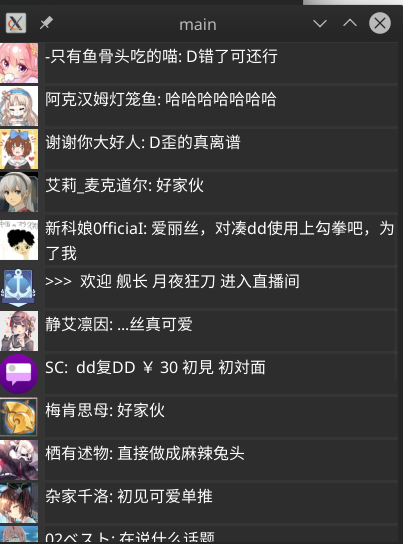 main
-只有鱼骨头吃的喵: D错了可还行
阿克汉姆灯笼鱼: 哈哈哈哈哈哈哈
谢谢你大好人: D歪的真离谱
艾莉_麦克道尔: 好家伙
新科娘0fficiaI: 爱丽丝，对凑dd使用上勾拳吧，为
了我
>>> 欢迎 舰长 月夜狂刀 进入直播间
静艾凛因: ...丝真可爱
SC: dd复DD ￥ 30 初見 初対面
梅肯思母: 好家伙
栖有述物: 直接做成麻辣兔头
杂家千洛: 初见可爱单推
02ベスト: 在说什么话题